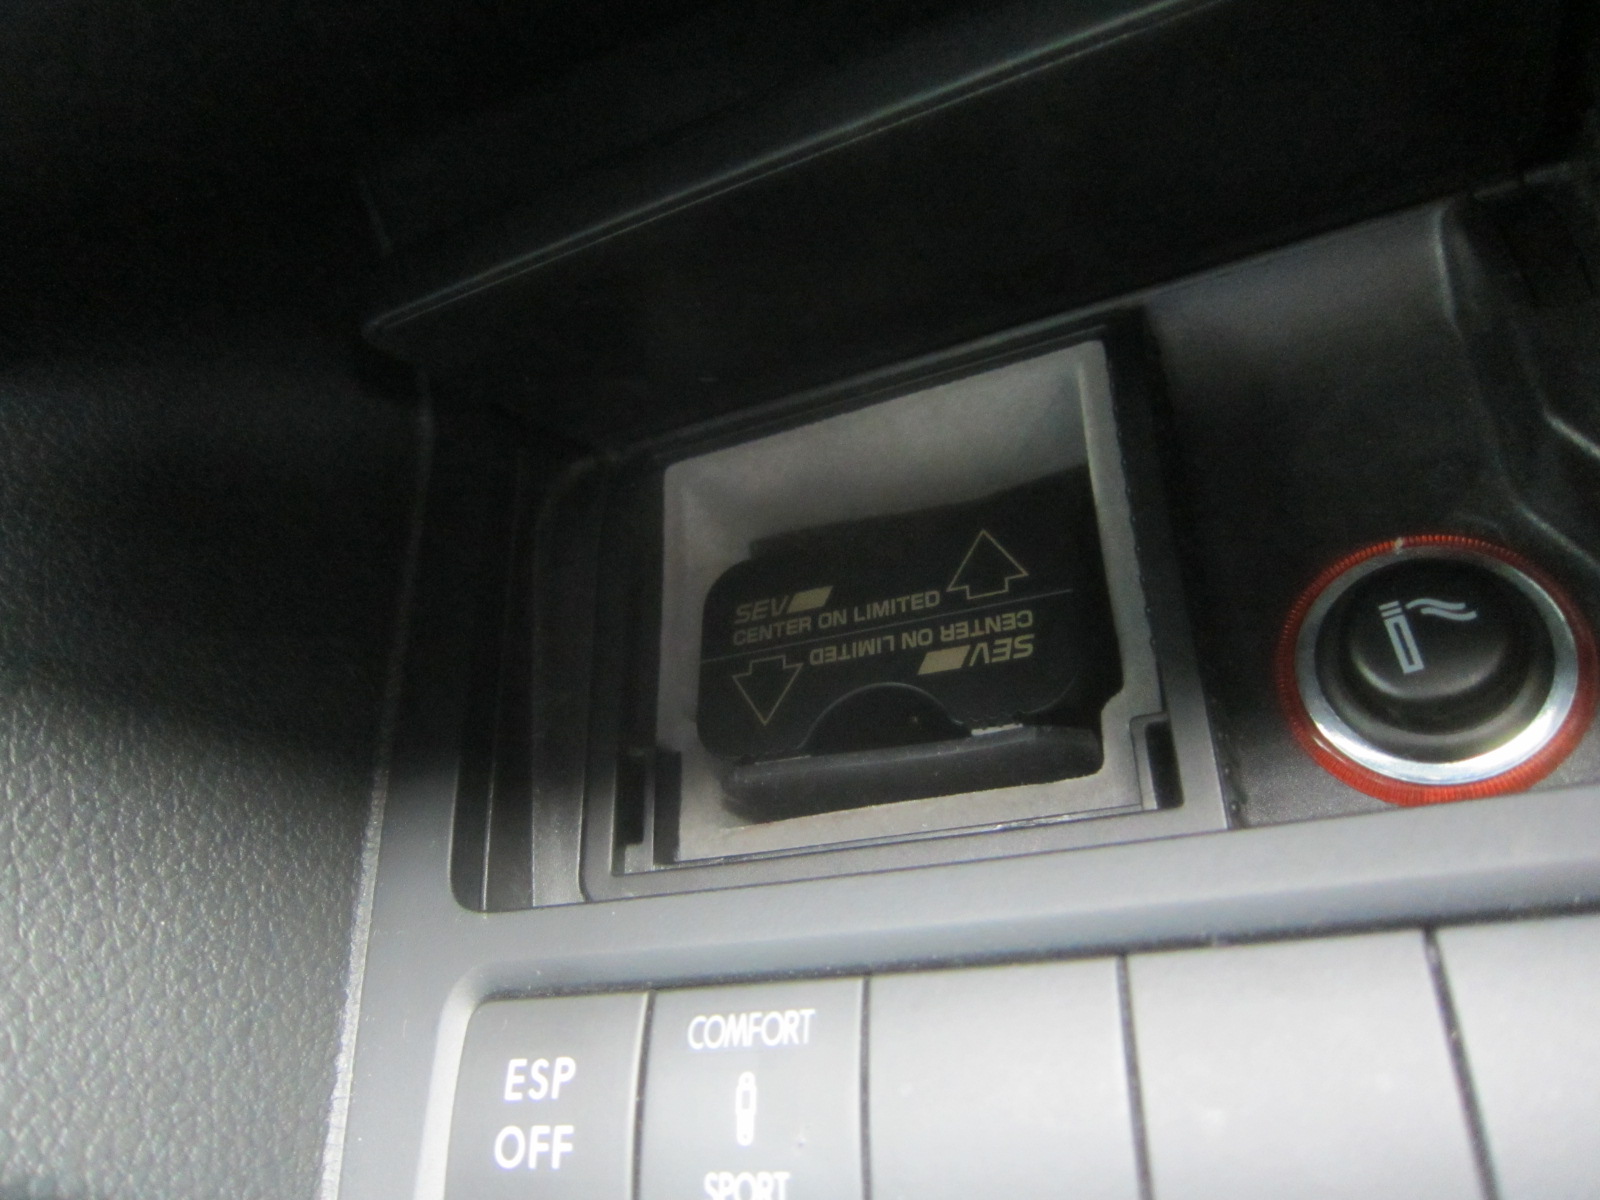 SEV
CENTER ON LIMITED
SEV
CENTER ON LIMITED
ESP
OFF
COMFORT
SPORT